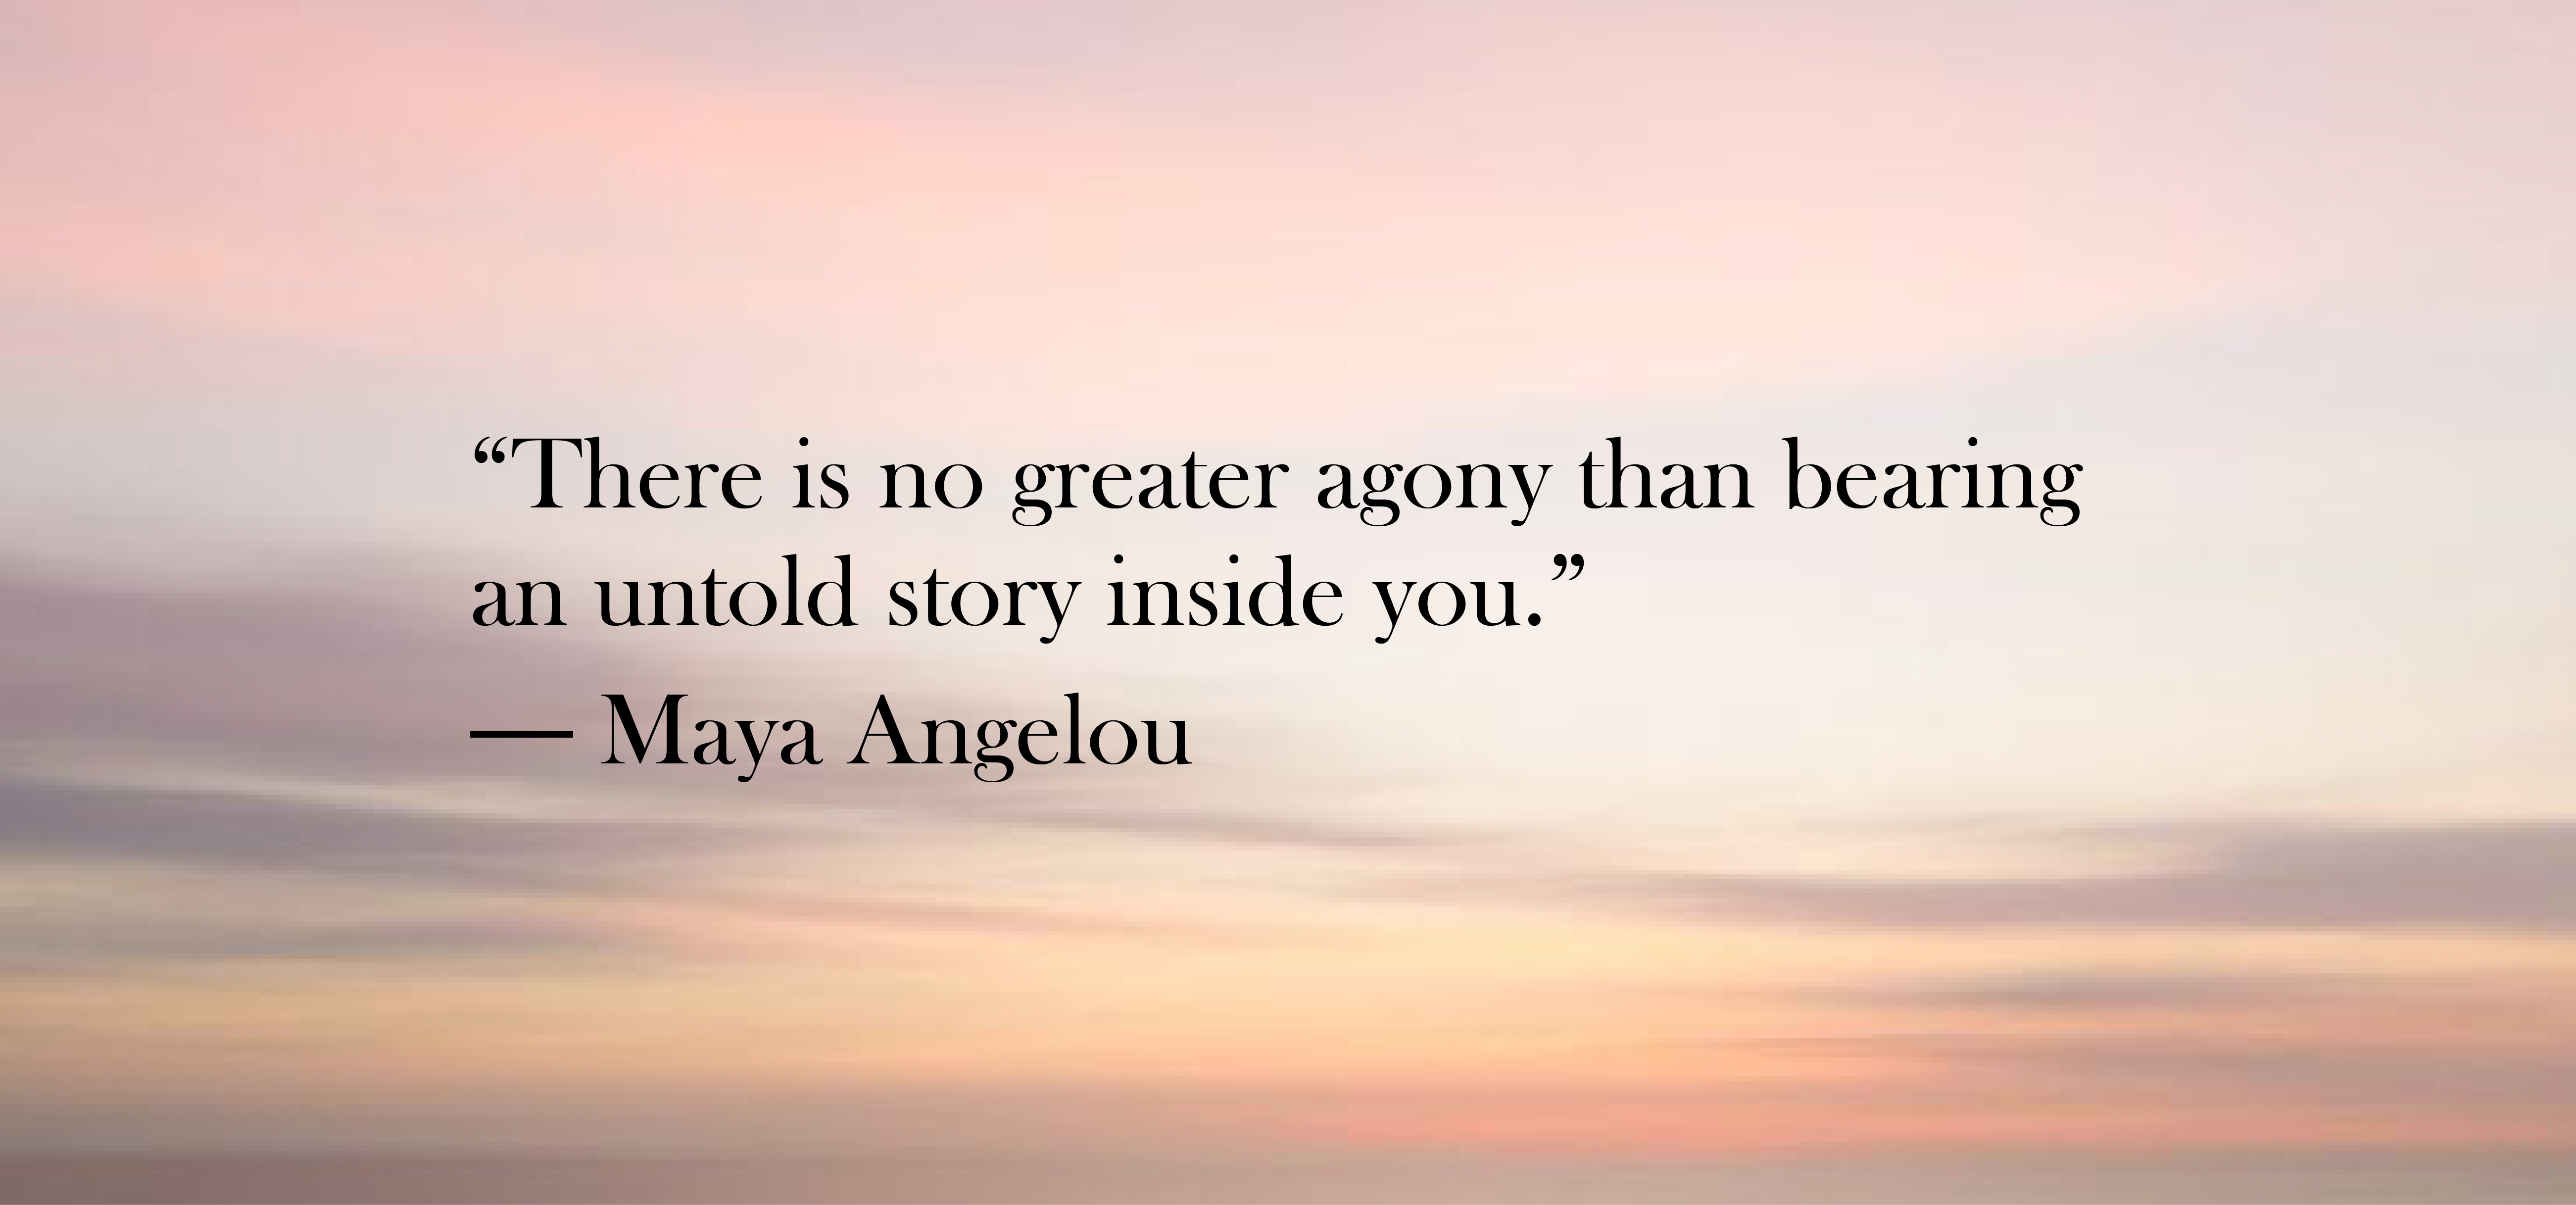 “There is no greater agony than bearing
an untold story inside you.”
— Maya Angelou